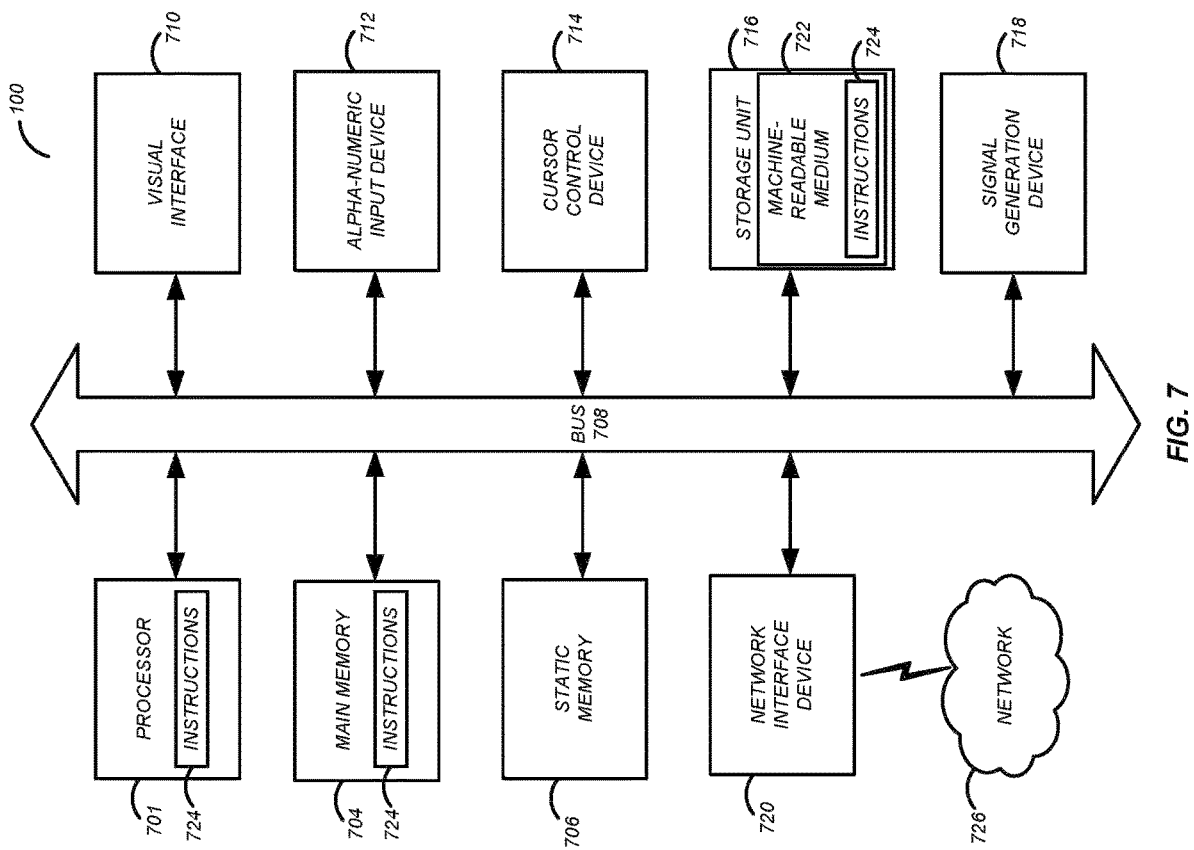 100
PROCESSOR
INSTRUCTIONS
701
724
MAIN MEMORY
INSTRUCTIONS
704
724
STATIC
MEMORY
706
NETWORK
INTERFACE
DEVICE
720
NETWORK
726
BUS
708
VISUAL
INTERFACE
710
ALPHA-NUMERIC
INPUT DEVICE
712
CURSOR
CONTROL
DEVICE
714
STORAGE UNIT
MACHINE-
READABLE
MEDIUM
INSTRUCTIONS
716
722
724
SIGNAL
GENERATION
DEVICE
718
FIG. 7